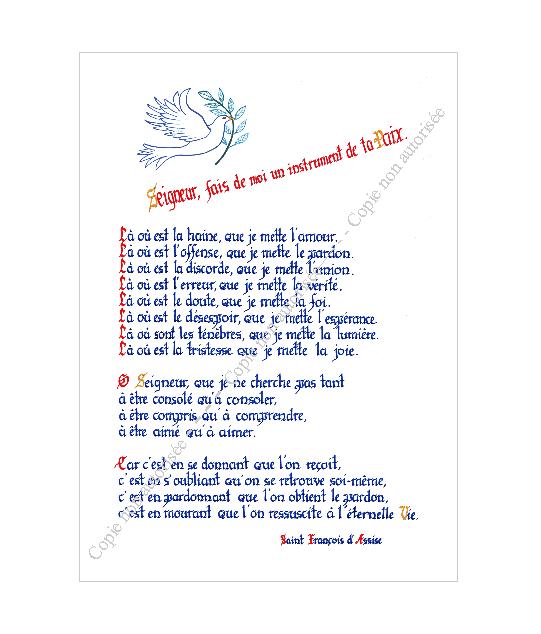 Seigneur, fais de moi un instrument de ta Paix.
Là où est la haine, que je mette l'amour.
Là où est l'offense, que je mette le pardon.
Là où est la discorde, que je mette l'union.
Là où est l'erreur, que je mette la vérité.
Là où est le doute, que je mette la foi.
Là où est le désespoir, que je mette l'espérance.
Là où sont les ténèbres, que je mette la lumière.
Là où est la tristesse que je mette la joie.
O Seigneur, que je ne cherche pas tant
à être consolé qu'à consoler,
à être compris qu'à comprendre,
à être aimé qu'à aimer.
Car c'est en se donnant que l'on reçoit,
c'est en s'oubliant qu'on se retrouve soi-même,
c'est en pardonnant que l'on obtient le pardon,
c'est en mourant que l'on ressuscite à l'éternelle Vie.
Saint François d'Assise
Copie non autorisée - - - Copie non autorisée - - - Copie non autorisée